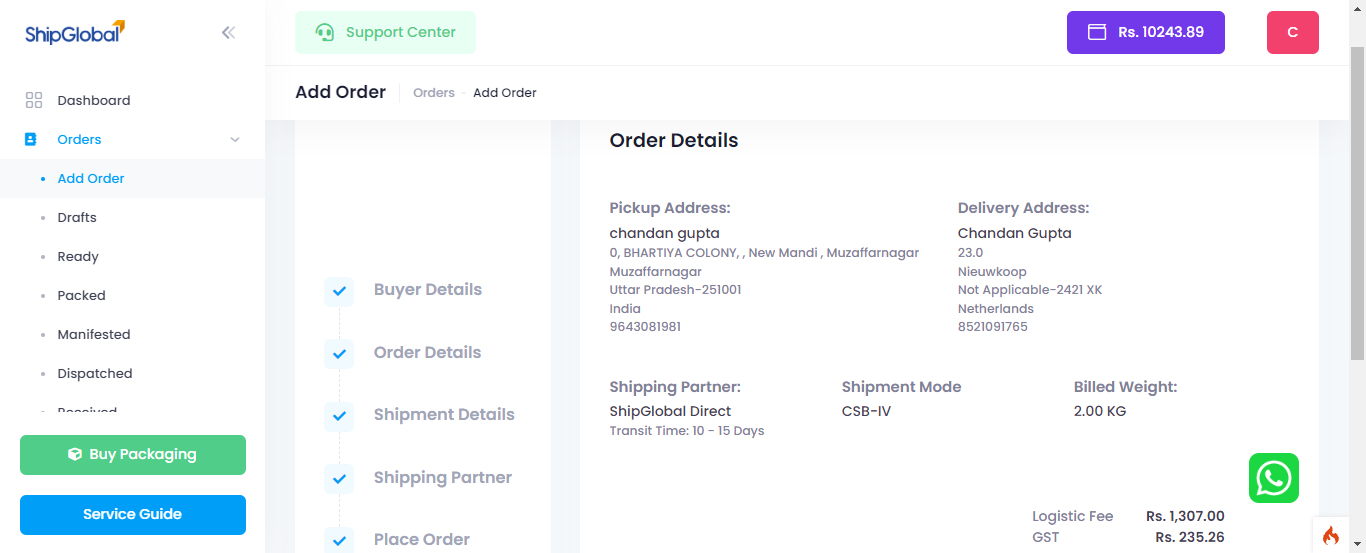 ShipGlobal
Support Center
Rs. 10243.89
C
Add Order
Orders - Add Order
Dashboard
Orders
Add Order
Drafts
Ready
Packed
Manifested
Dispatched
Received
Buy Packaging
Service Guide
Buyer Details
Order Details
Shipment Details
Shipping Partner
Place Order
Order Details
Pickup Address:
chandan gupta
0, BHARTIYA COLONY, , New Mandi , Muzaffarnagar
Muzaffarnagar
Uttar Pradesh-251001
India
9643081981
Delivery Address:
Chandan Gupta
23.0
Nieuwkoop
Not Applicable-2421 XK
Netherlands
8521091765
Shipping Partner:
ShipGlobal Direct
Transit Time: 10 - 15 Days
Shipment Mode
CSB-IV
Billed Weight:
2.00 KG
Logistic Fee Rs. 1,307.00
GST Rs. 235.26